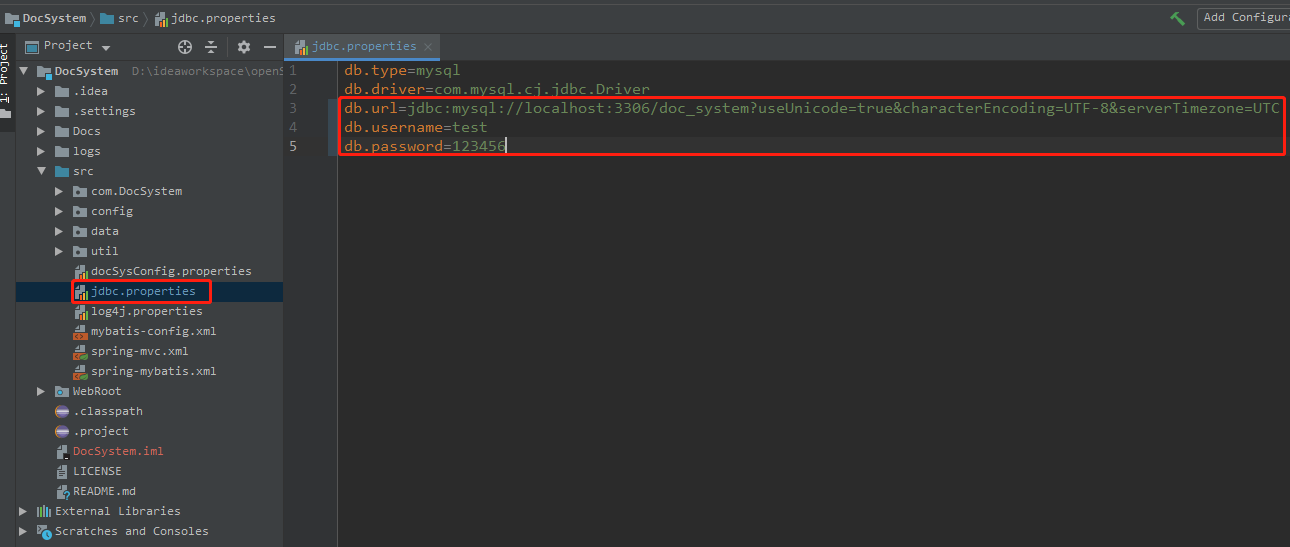 DocSystem src jdbc.properties Add Configura
1: Project
Project
jdbc.properties
DocSystem D:\ideaworkspace\openS
.idea
.settings
Docs
logs
src
com.DocSystem
config
data
util
docSysConfig.properties
jdbc.properties
log4j.properties
mybatis-config.xml
spring-mvc.xml
spring-mybatis.xml
WebRoot
.classpath
.project
DocSystem.iml
LICENSE
README.md
External Libraries
Scratches and Consoles
1 db.type=mysql
2 db.driver=com.mysql.cj.jdbc.Driver
3 db.url=jdbc:mysql://localhost:3306/doc_system?useUnicode=true&characterEncoding=UTF-8&serverTimezone=UTC
4 db.username=test
5 db.password=123456